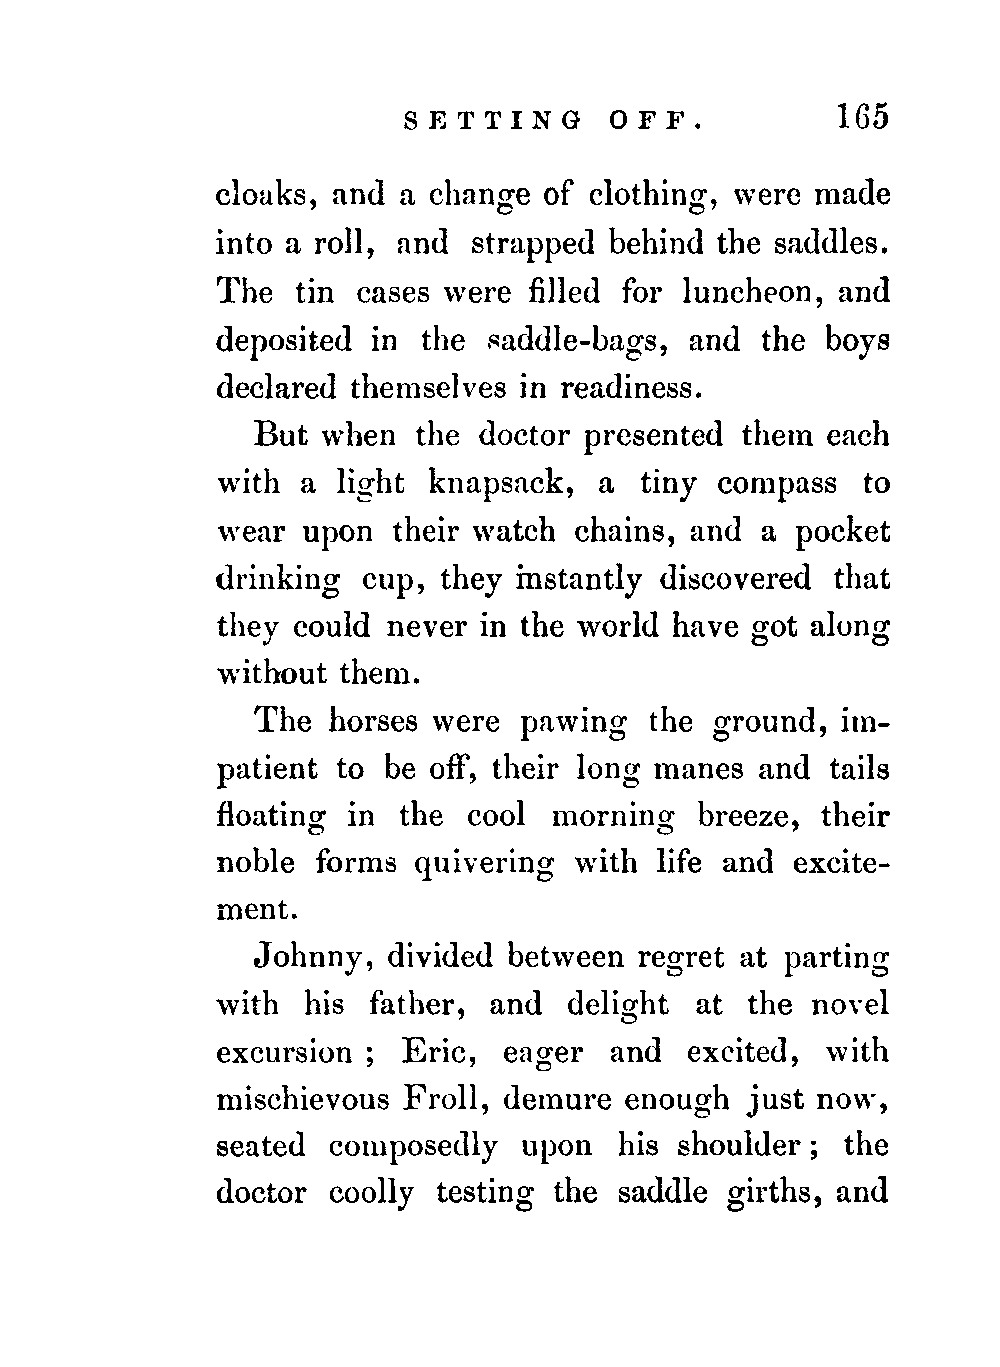 SETTING OFF. 165
cloaks, and a change of clothing, were made
into a roll, and strapped behind the saddles.
The tin cases were filled for luncheon, and
deposited in the saddle-bags, and the boys
declared themselves in readiness.
But when the doctor presented them each
with a light knapsack, a tiny compass to
wear upon their watch chains, and a pocket
drinking cup, they instantly discovered that
they could never in the world have got along
without them.
The horses were pawing the ground, im-
patient to be off, their long manes and tails
floating in the cool morning breeze, their
noble forms quivering with life and excite-
ment.
Johnny, divided between regret at parting
with his father, and delight at the novel
excursion ; Eric, eager and excited, with
mischievous Froll, demure enough just now,
seated composedly upon his shoulder ; the
doctor coolly testing the saddle girths, and